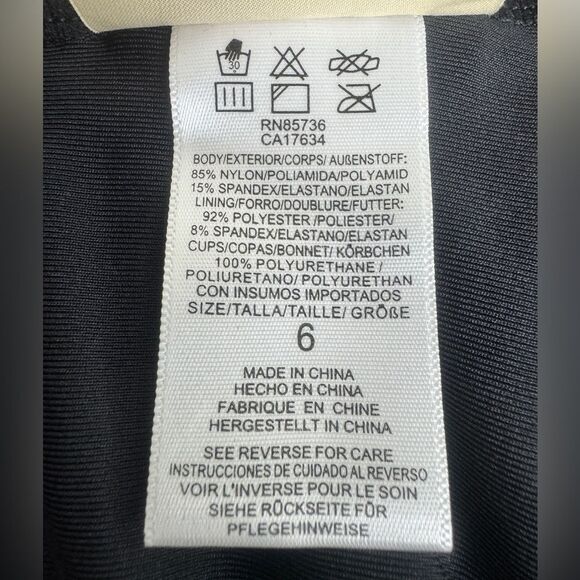 30
RN85736
CA17634
BODY/EXTERIOR/CORPS/ AUßENSTOFF:
85% NYLON/POLIAMIDA/POLYAMID
15% SPANDEX/ELASTANO/ELASTAN
LINING/FORRO/DOUBLURE/FUTTER:
92% POLYESTER /POLIESTER/
8% SPANDEX/ELASTANO/ELASTAN
CUPS/COPAS/BONNET/ KÖRBCHEN
100% POLYURETHANE /
POLIURETANO/ POLYURETHAN
CON INSUMOS IMPORTADOS
SIZE/TALLA/TAILLE/ GRÖßE
6
MADE IN CHINA
HECHO EN CHINA
FABRIQUE EN CHINE
HERGESTELLT IN CHINA
SEE REVERSE FOR CARE
INSTRUCCIONES DE CUIDADO AL REVERSO
VOIR L'INVERSE POUR LE SOIN
SIEHE RÜCKSEITE FÜR
PFLEGEHINWEISE